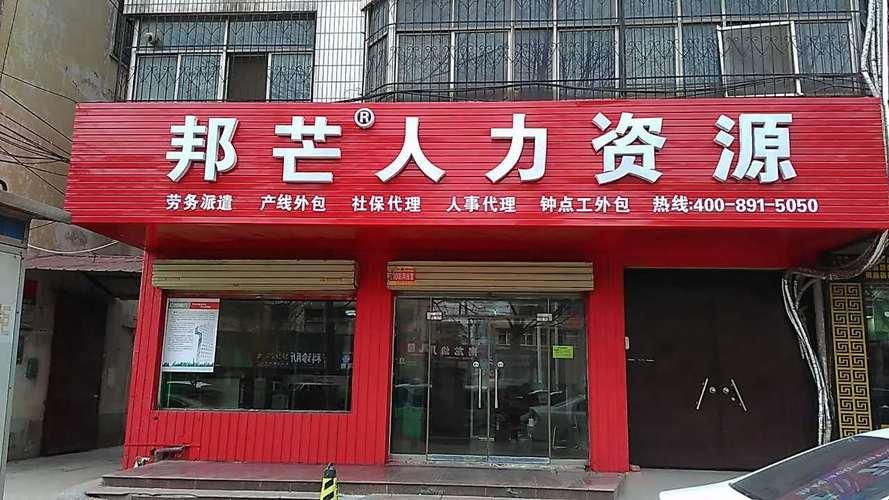 邦芒®人力资源
劳务派遣 产线外包 社保代理 人事代理 钟点工外包 热线:400-891-5050